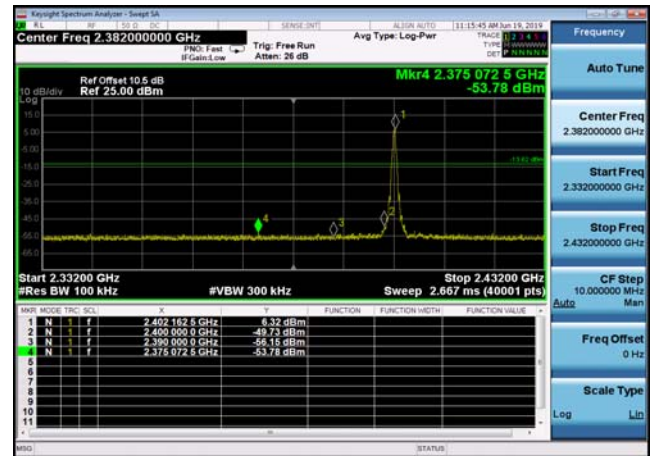 Keysight Spectrum Analyzer - Swept SA
RL RF 50 Ω DC SENSE:INT ALIGN AUTO 11:15:45 AM Jun 19, 2019
Center Freq 2.382000000 GHz
PNO: Fast
IFGain:Low
Trig: Free Run
Atten: 26 dB
Avg Type: Log-Pwr
TRACE 1 2 3 4 5 6
TYPE
DET P N N N N N
Ref Offset 10.5 dB
10 dB/div Ref 25.00 dBm
Log
Mkr4 2.375 072 5 GHz
-53.78 dBm
15.0
5.00
-5.00
-15.0
-25.0
-35.0
-45.0
-55.0
-65.0
1
-13.62 dBm
2
3
4
Start 2.33200 GHz Stop 2.43200 GHz
#Res BW 100 kHz #VBW 300 kHz Sweep 2.667 ms (40001 pts)
MKR MODE TRC SCL X Y FUNCTION FUNCTION WIDTH FUNCTION VALUE
1 N 1 f 2.402 162 5 GHz 6.32 dBm
2 N 1 f 2.400 000 0 GHz -49.73 dBm
3 N 1 f 2.390 000 0 GHz -56.15 dBm
4 N 1 f 2.375 072 5 GHz -53.78 dBm
5
6
7
8
9
10
11
MSG STATUS
Frequency
Auto Tune
Center Freq
2.382000000 GHz
Start Freq
2.332000000 GHz
Stop Freq
2.432000000 GHz
CF Step
10.000000 MHz
Auto Man
Freq Offset
0 Hz
Scale Type
Log Lin